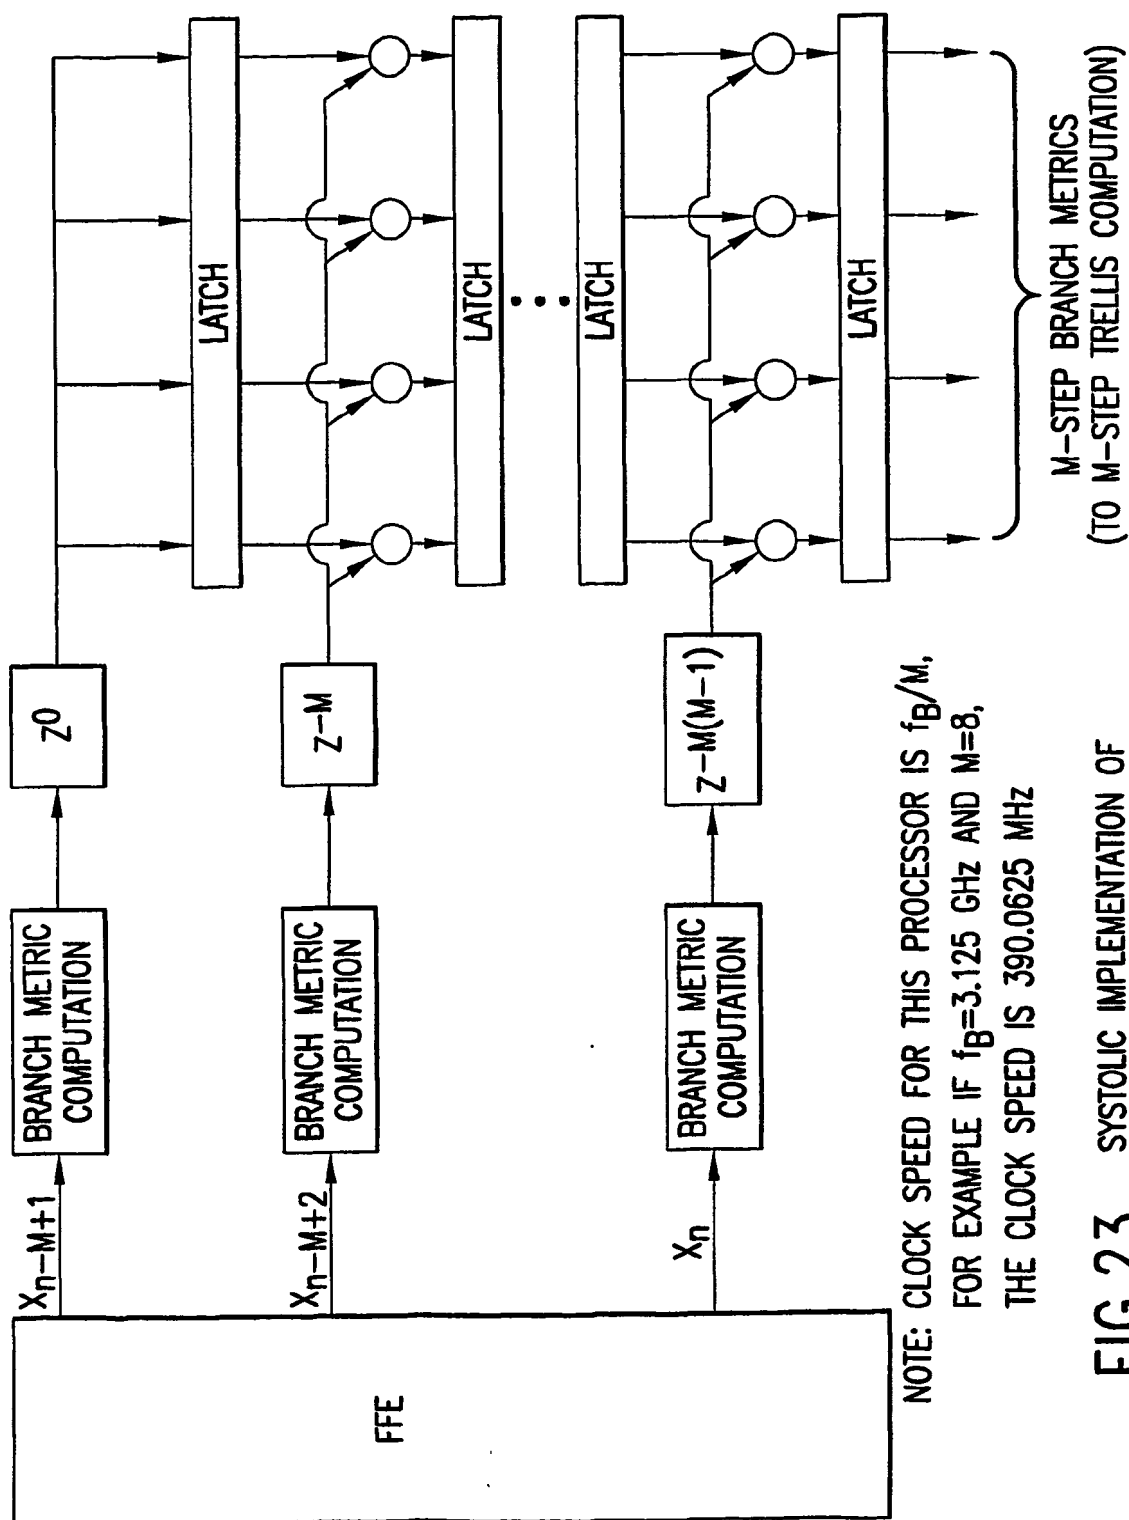 FFE
Xn-M+1
BRANCH METRIC
COMPUTATION
Z0
LATCH
Xn-M+2
BRANCH METRIC
COMPUTATION
Z-M
LATCH
LATCH
Xn
BRANCH METRIC
COMPUTATION
Z-M(M-1)
LATCH
M-STEP BRANCH METRICS
(TO M-STEP TRELLIS COMPUTATION)
NOTE: CLOCK SPEED FOR THIS PROCESSOR IS fB/M,
FOR EXAMPLE IF fB=3.125 GHz AND M=8,
THE CLOCK SPEED IS 390.0625 MHz
FIG.23 SYSTOLIC IMPLEMENTATION OF